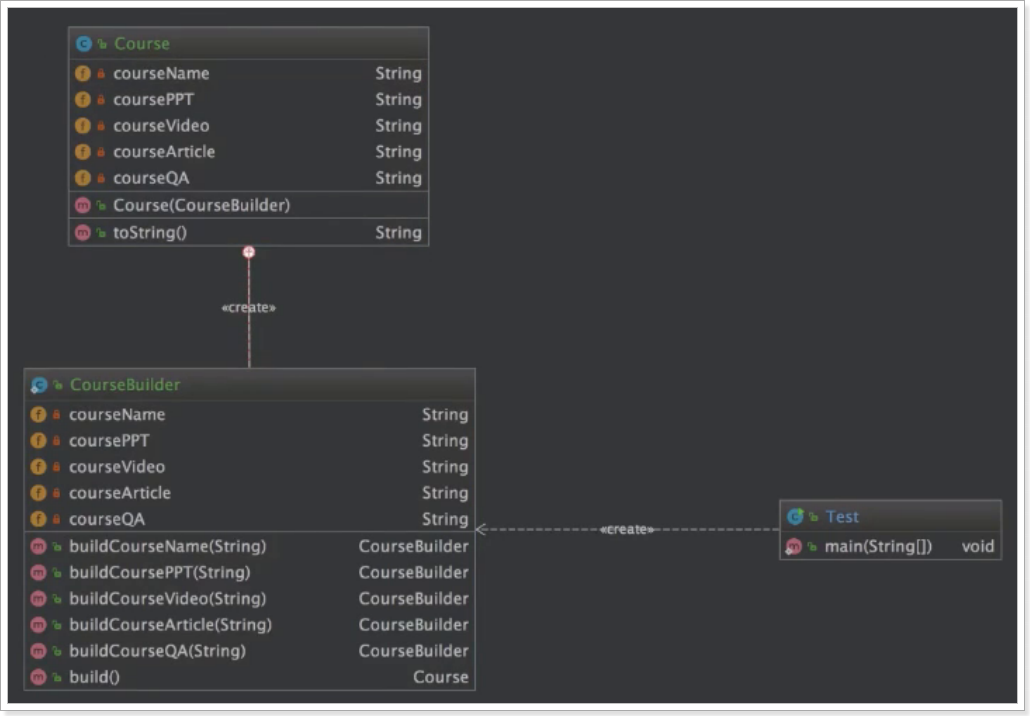 Course
courseName String
coursePPT String
courseVideo String
courseArticle String
courseQA String
Course(CourseBuilder)
toString() String
«create»
CourseBuilder
courseName String
coursePPT String
courseVideo String
courseArticle String
courseQA String
buildCourseName(String) CourseBuilder
buildCoursePPT(String) CourseBuilder
buildCourseVideo(String) CourseBuilder
buildCourseArticle(String) CourseBuilder
buildCourseQA(String) CourseBuilder
build() Course
«create»
Test
main(String[]) void